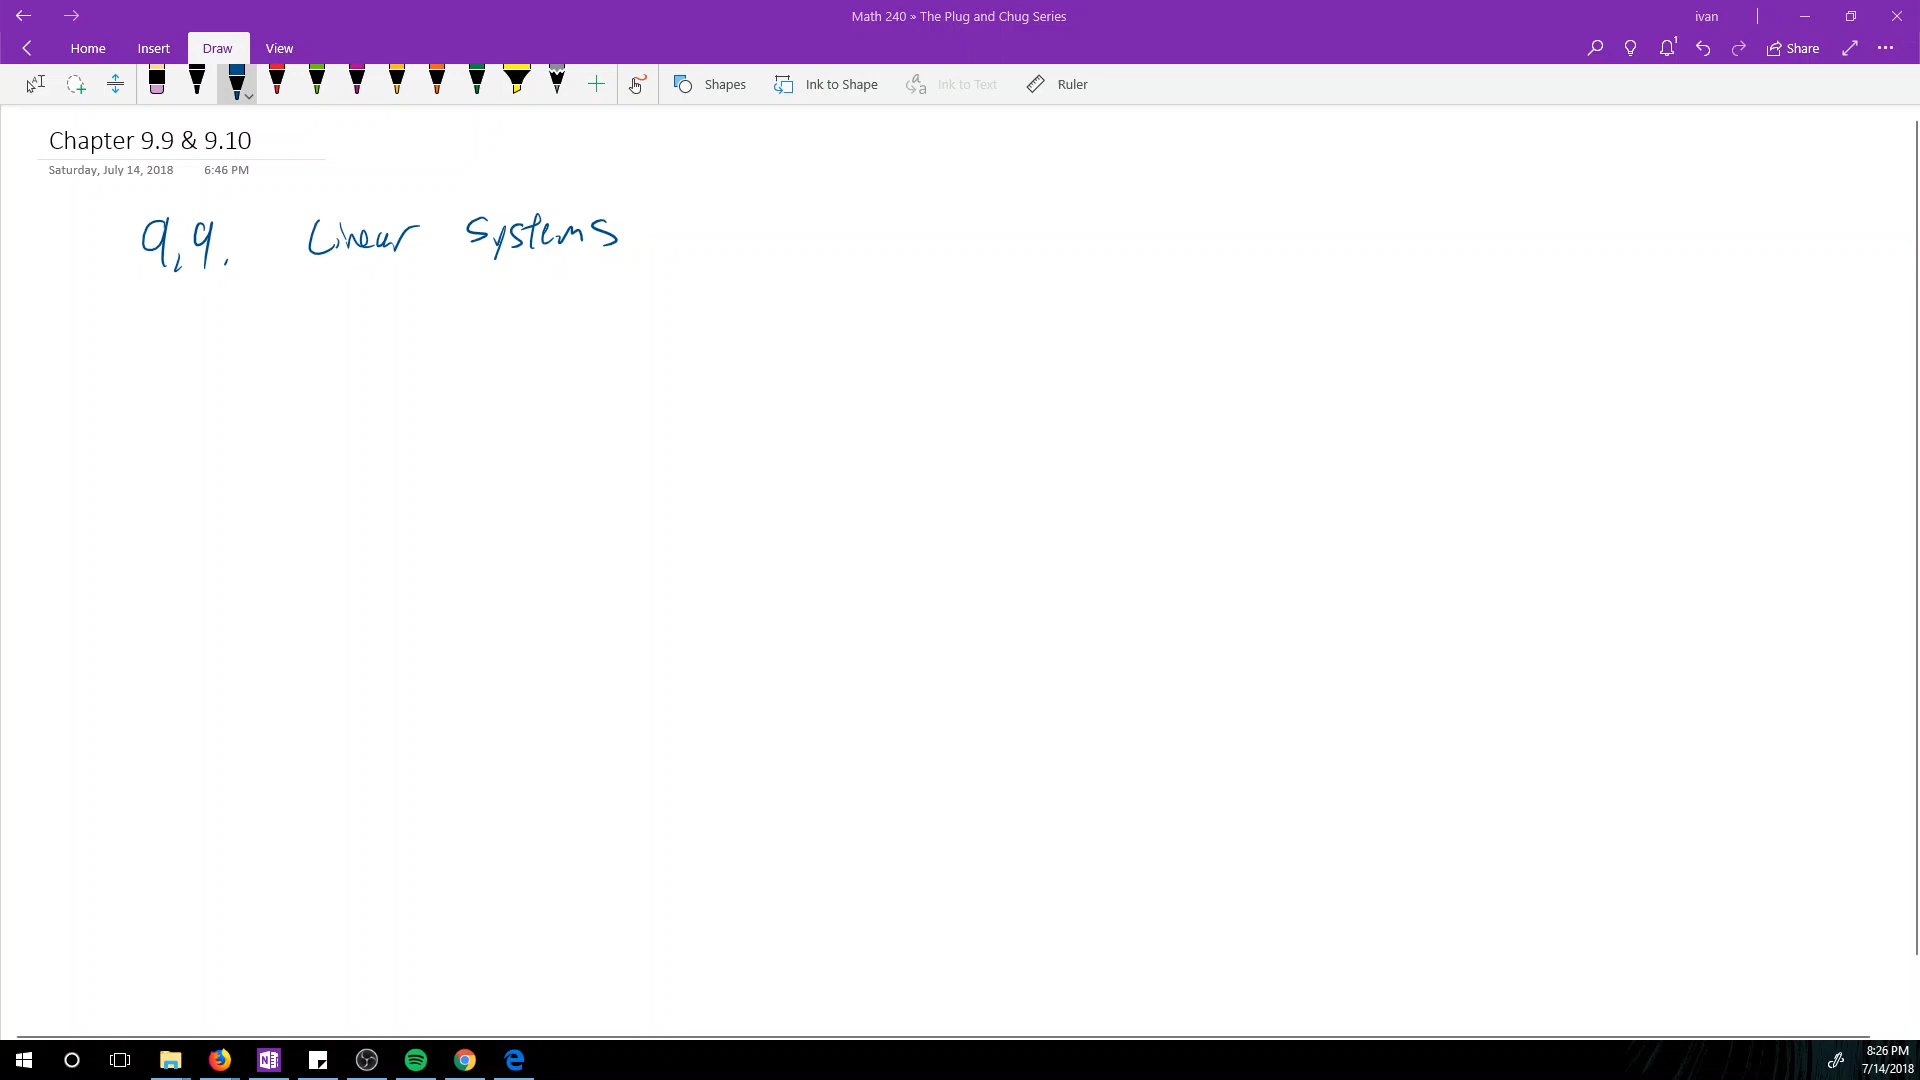 Math 240 » The Plug and Chug Series
ivan
Home Insert Draw View
Share
Shapes Ink to Shape Ink to Text Ruler
Chapter 9.9 & 9.10
Saturday, July 14, 2018 6:46 PM
9.9. Linear Systems
8:26 PM
7/14/2018